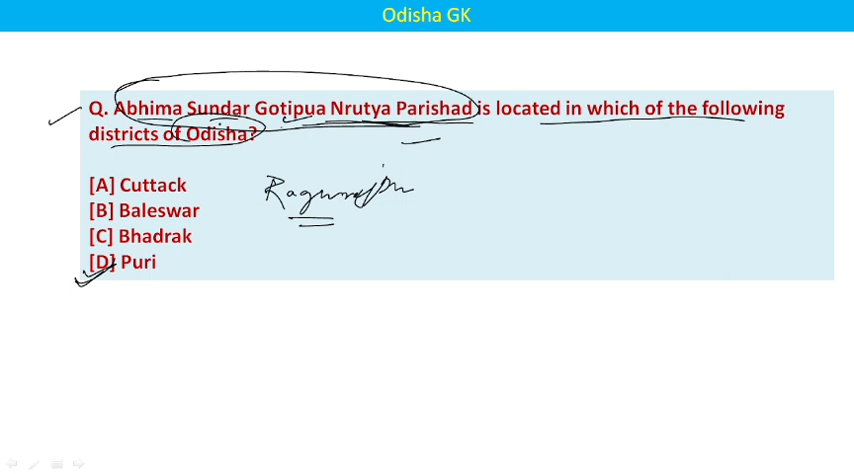 Odisha GK
Q. Abhima Sundar Gotipua Nrutya Parishad is located in which of the following
districts of Odisha?
[A] Cuttack
[B] Baleswar
[C] Bhadrak
[D] Puri